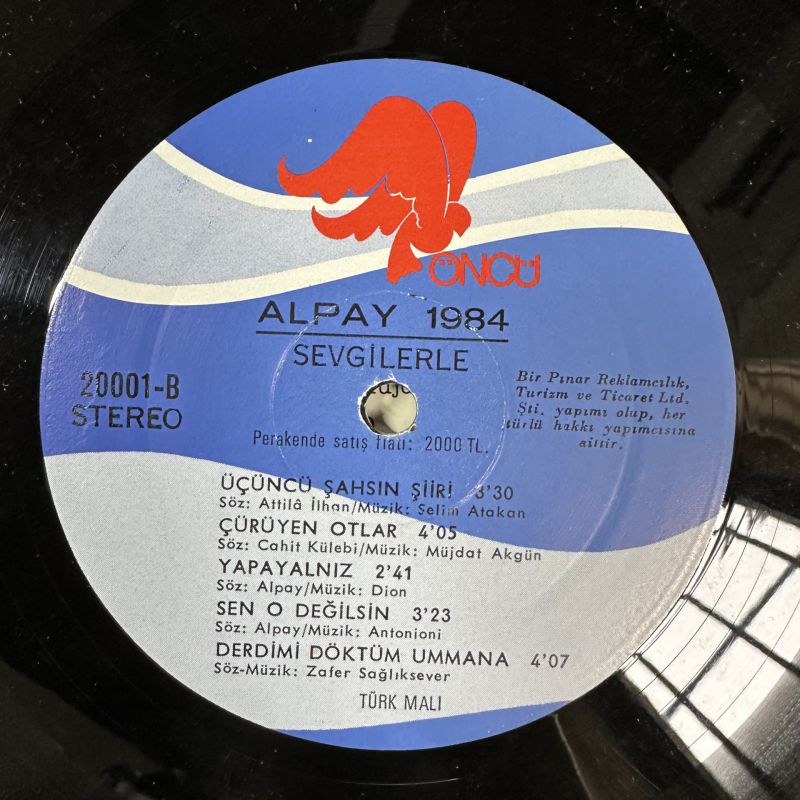 ÖNCÜ
ALPAY 1984
SEVGİLERLE
20001-B
STEREO
Bir Pınar Reklamcılık,
Turizm ve Ticaret Ltd.
Şti. yapımı olup, her
türlü hakkı yapımcısına
aittir.
Perakende satış fiatı: 2000 TL.
ÜÇÜNCÜ ŞAHSIN ŞİİRİ 3'30
Söz: Attilâ İlhan/Müzik: Selim Atakan
ÇÜRÜYEN OTLAR 4'05
Söz: Cahit Külebi/Müzik: Müjdat Akgün
YAPAYALNIZ 2'41
Söz: Alpay/Müzik: Dion
SEN O DEĞİLSİN 3'23
Söz: Alpay/Müzik: Antonioni
DERDİMİ DÖKTÜM UMMANA 4'07
Söz-Müzik: Zafer Sağlıksever
TÜRK MALI